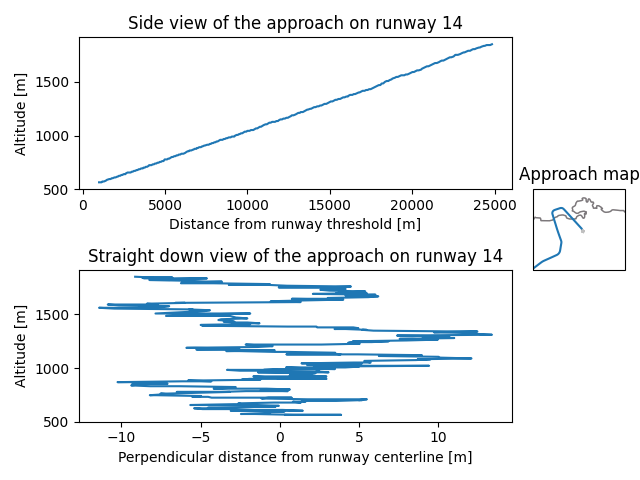 Side view of the approach on runway 14
1500
1000
500
Altitude [m]
0 5000 10000 15000 20000 25000
Distance from runway threshold [m]
Approach map
Straight down view of the approach on runway 14
1500
1000
500
Altitude [m]
−10 −5 0 5 10
Perpendicular distance from runway centerline [m]